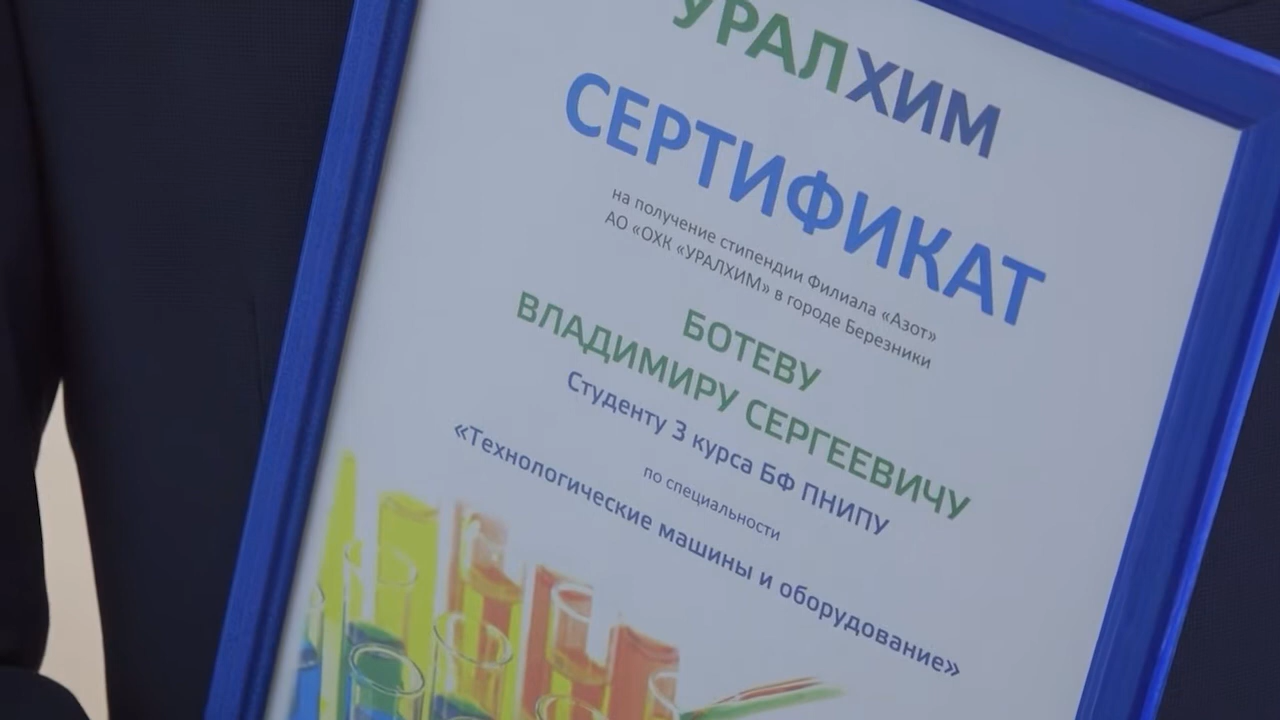 УРАЛХИМ
СЕРТИФИКАТ
на получение стипендии Филиала «Азот»
АО «ОХК «УРАЛХИМ» в городе Березники
БОТЕВУ
ВЛАДИМИРУ СЕРГЕЕВИЧУ
Студенту 3 курса БФ ПНИПУ
по специальности
«Технологические машины и оборудование»